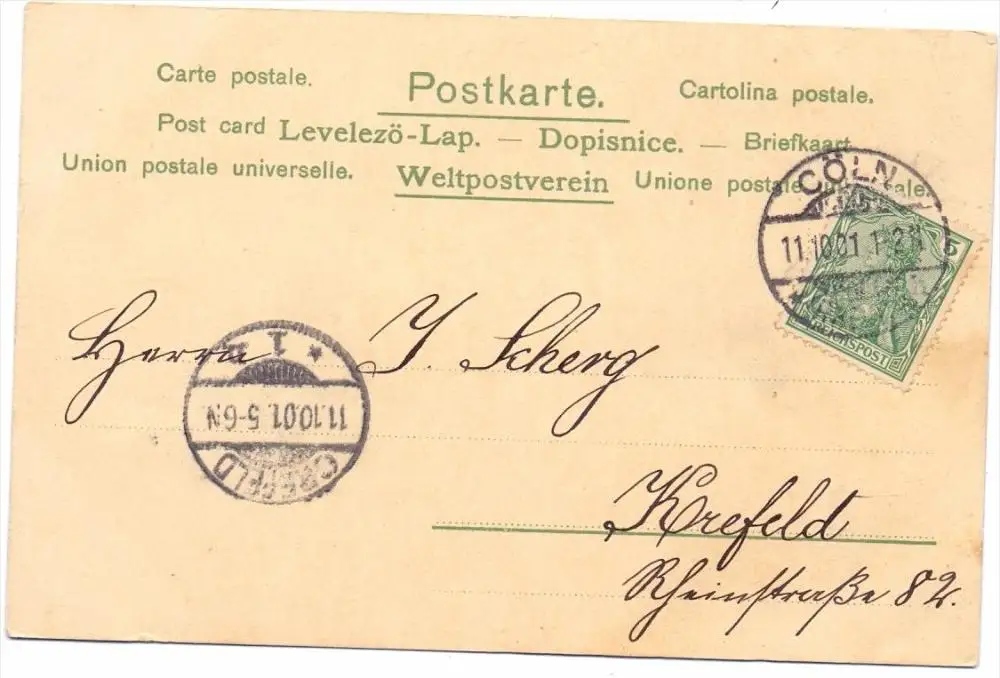 Carte postale. Postkarte. Cartolina postale.
Post card Levelezö-Lap. — Dopisnice. — Briefkaart
Union postale universelle. Weltpostverein Unione postale
CÖLN
11.10.01. 1-2N
5
REICHSPOST
Herrn J. Scherg
1
11.10.01. 5-6N
CREFELD
Krefeld
Rheinstraße 82.